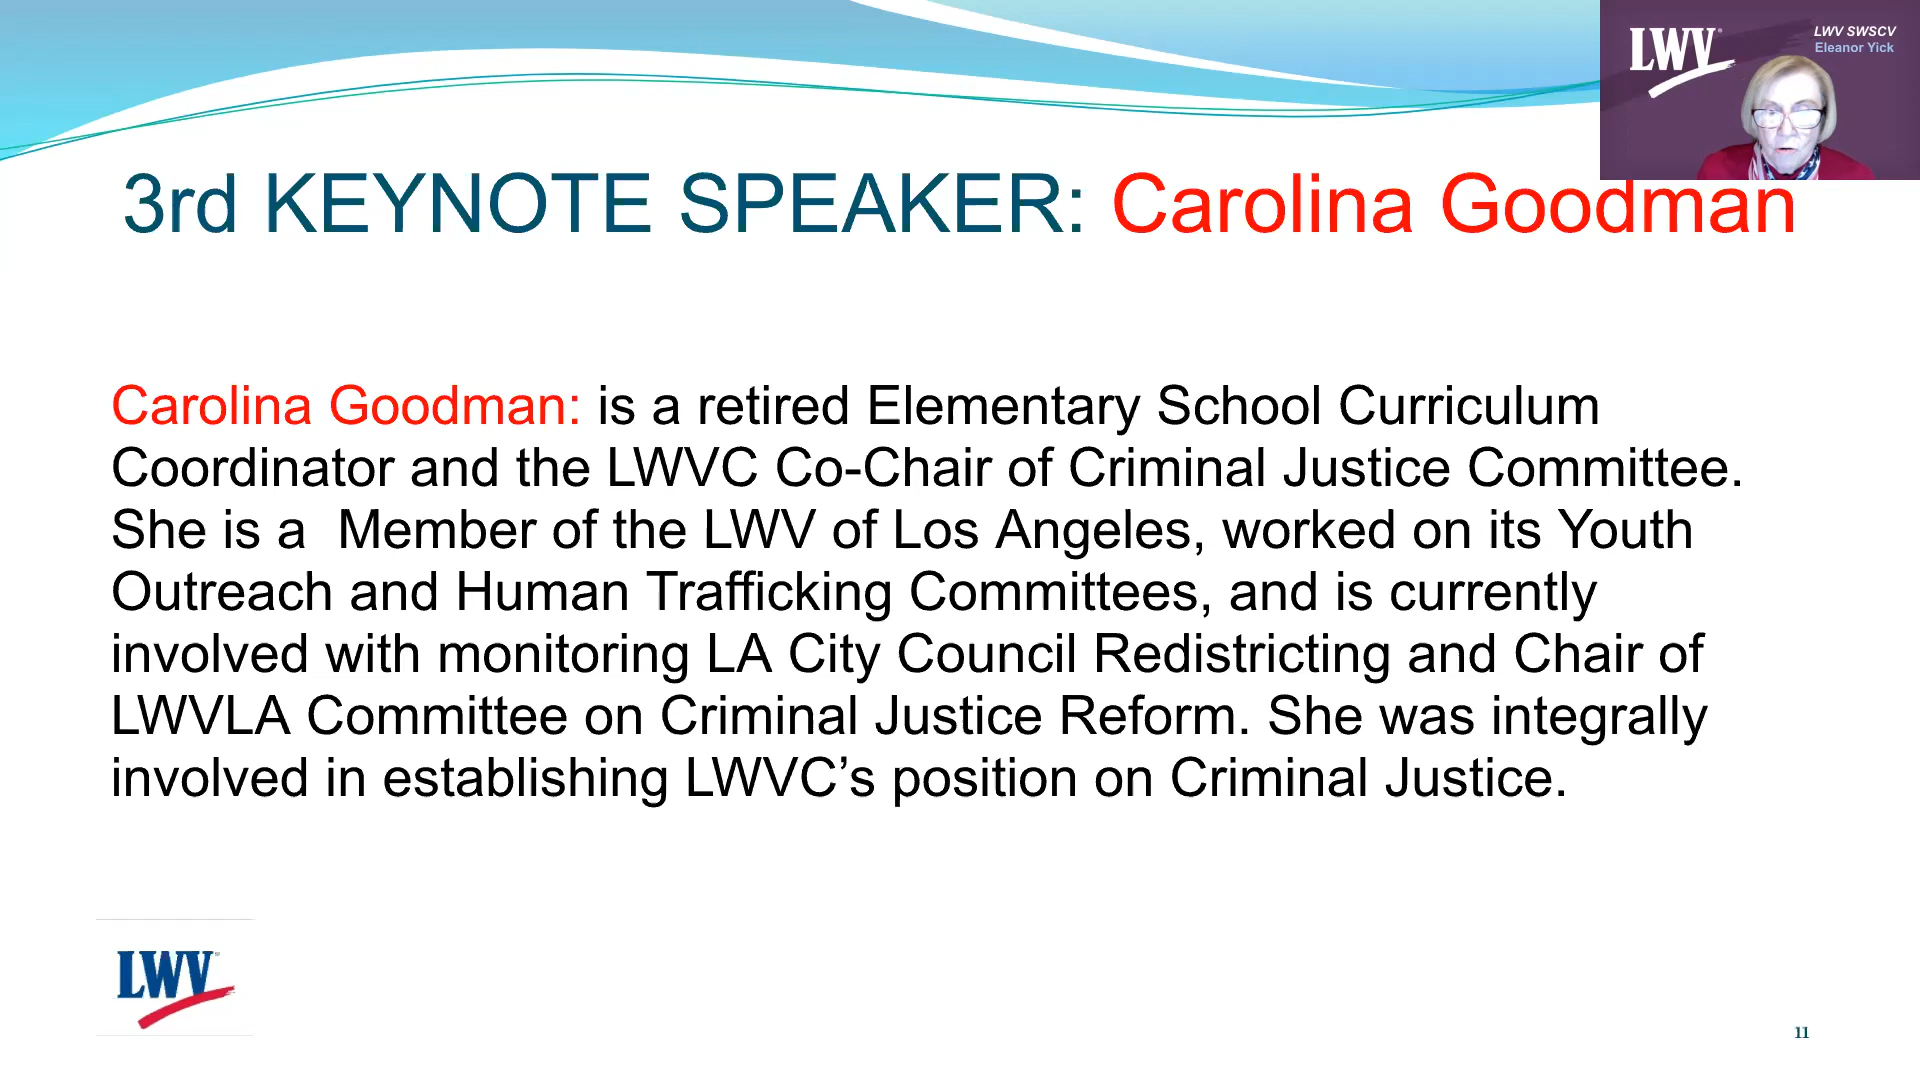 LWV
LWV SWSCV
Eleanor Yick
3rd KEYNOTE SPEAKER: Carolina Goodman
Carolina Goodman: is a retired Elementary School Curriculum
Coordinator and the LWVC Co-Chair of Criminal Justice Committee.
She is a  Member of the LWV of Los Angeles, worked on its Youth
Outreach and Human Trafficking Committees, and is currently
involved with monitoring LA City Council Redistricting and Chair of
LWVLA Committee on Criminal Justice Reform. She was integrally
involved in establishing LWVC’s position on Criminal Justice.
LWV
11